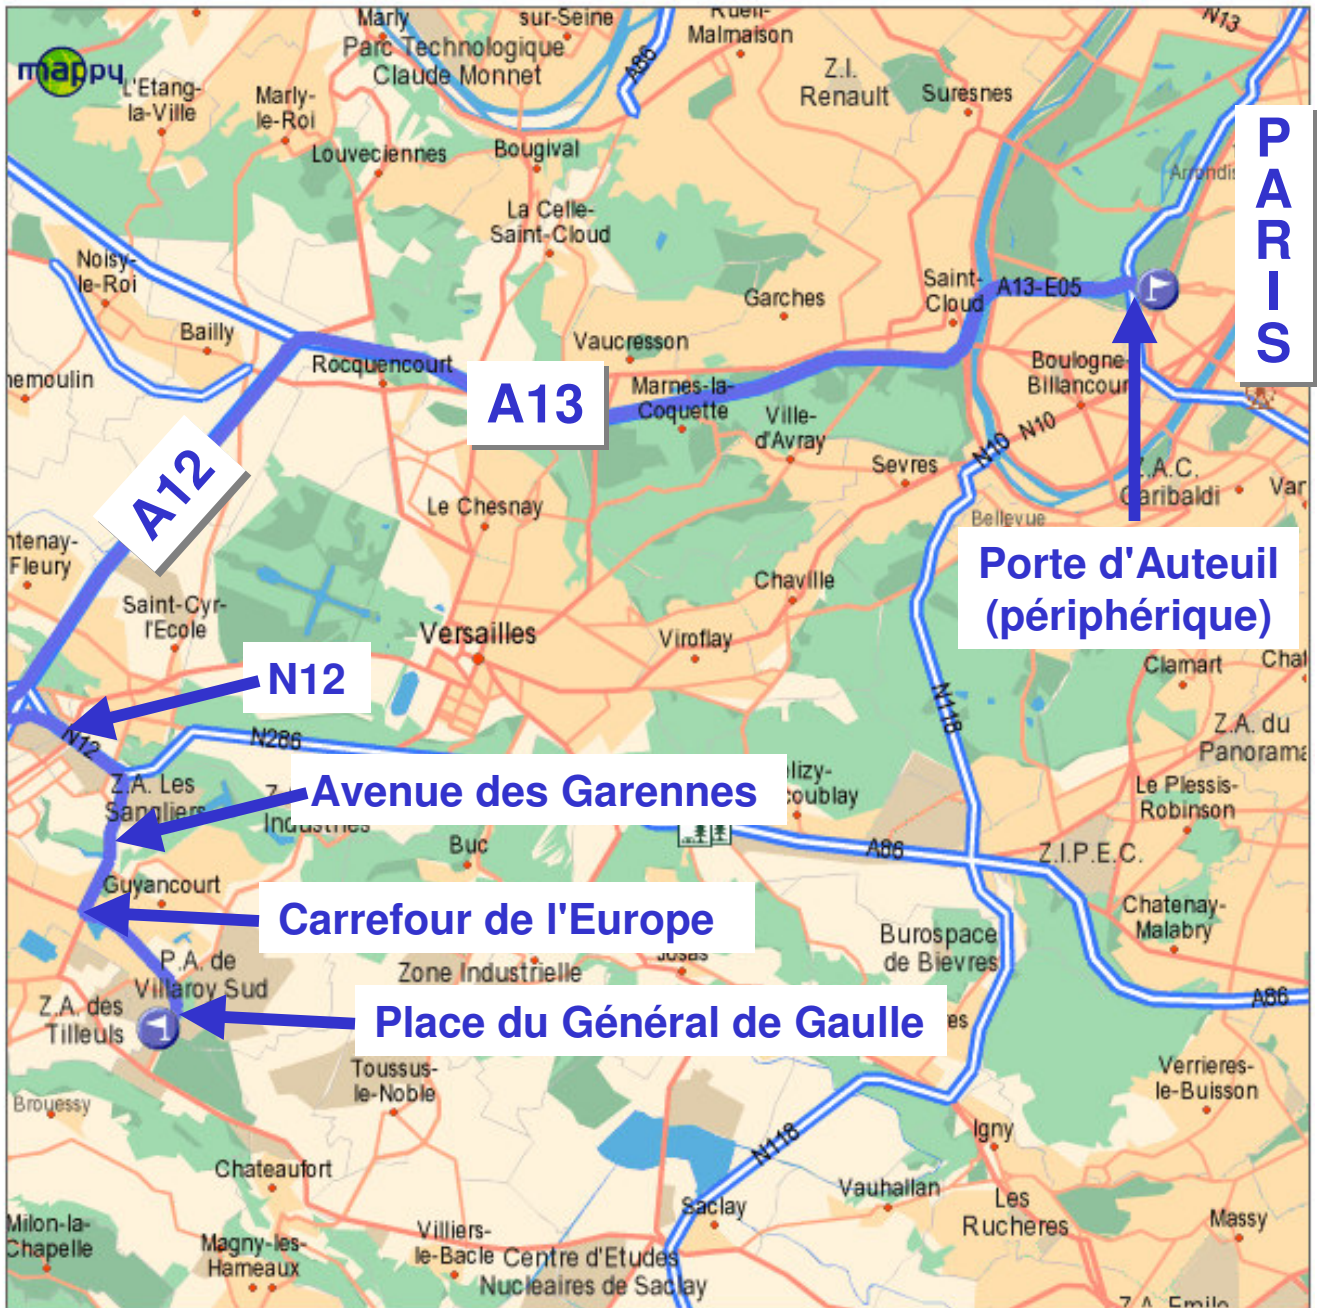 Marly
sur-Seine
Malmaison
N13
Parc Technologique
Claude Monnet
A86
mappy
L'Etang-
la-Ville
Marly-
le-Roi
Z.I.
Renault
Suresnes
P
A
R
I
S
Louveciennes
Bougival
La Celle-
Saint-Cloud
Noisy-
le-Roi
Saint-
Cloud
A13-E05
Garches
Bailly
Vaucresson
Rocquencourt
Boulogne-
A13
Marnes-la-
Coquette
Ville-
d'Avray
N10
N10
A12
Sevres
Le Chesnay
Bellevue
Porte d'Auteuil
(périphérique)
Fleury
Chaville
Saint-Cyr-
l'Ecole
Versailles
Viroflay
Clamart
N12
N118
Z.A. du
N12
N286
Z.A. Les
Sangliers
Avenue des Garennes
Le Plessis-
Robinson
Buc
A86
Z.I.P.E.C.
Guyancourt
Carrefour de l'Europe
Chatenay-
Malabry
Burospace
de Bievres
P.A. de
Villaroy Sud
Zone Industrielle
Z.A. des
Tilleuls
A86
Place du Général de Gaulle
Toussus-
le-Noble
Verrieres-
le-Buisson
Brouessy
Igny
N118
Chateaufort
Vauhallan
Les
Rucheres
Saclay
Massy
Milon-la-
Chapelle
Magny-les-
Hameaux
Villiers-
le-Bacle
Centre d'Etudes
Nucleaires de Saclay